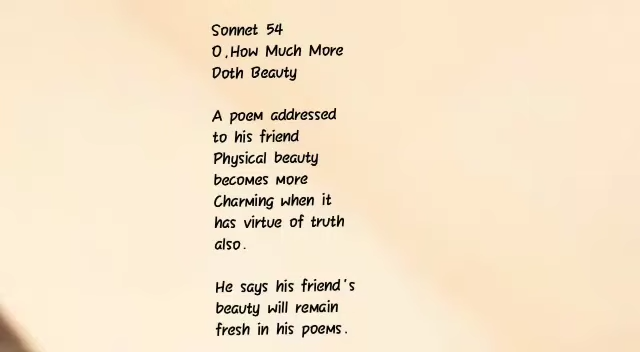 Sonnet 54
O, How Much More
Doth Beauty
A poem addressed
to his friend
Physical beauty
becomes more
Charming when it
has virtue of truth
also.
He says his friend's
beauty will remain
fresh in his poems.